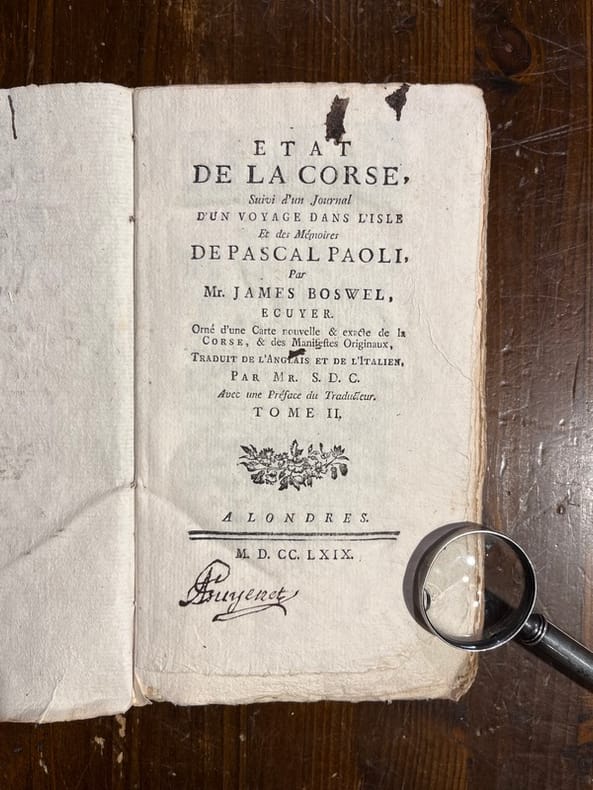 ETAT
DE LA CORSE,
Suivi d'un Journal
D'UN VOYAGE DANS L'ISLE
Et des Mémoires
DE PASCAL PAOLI,
Par
Mr. JAMES BOSWEL,
ECUYER.
Orné d'une Carte nouvelle & exacte de la
CORSE, & des Manifestes Originaux,
TRADUIT DE L'ANGLAIS ET DE L'ITALIEN,
PAR MR. S. D. C.
Avec une Préface du Traducteur.
TOME II.
A LONDRES.
M. D. CC. LXIX.